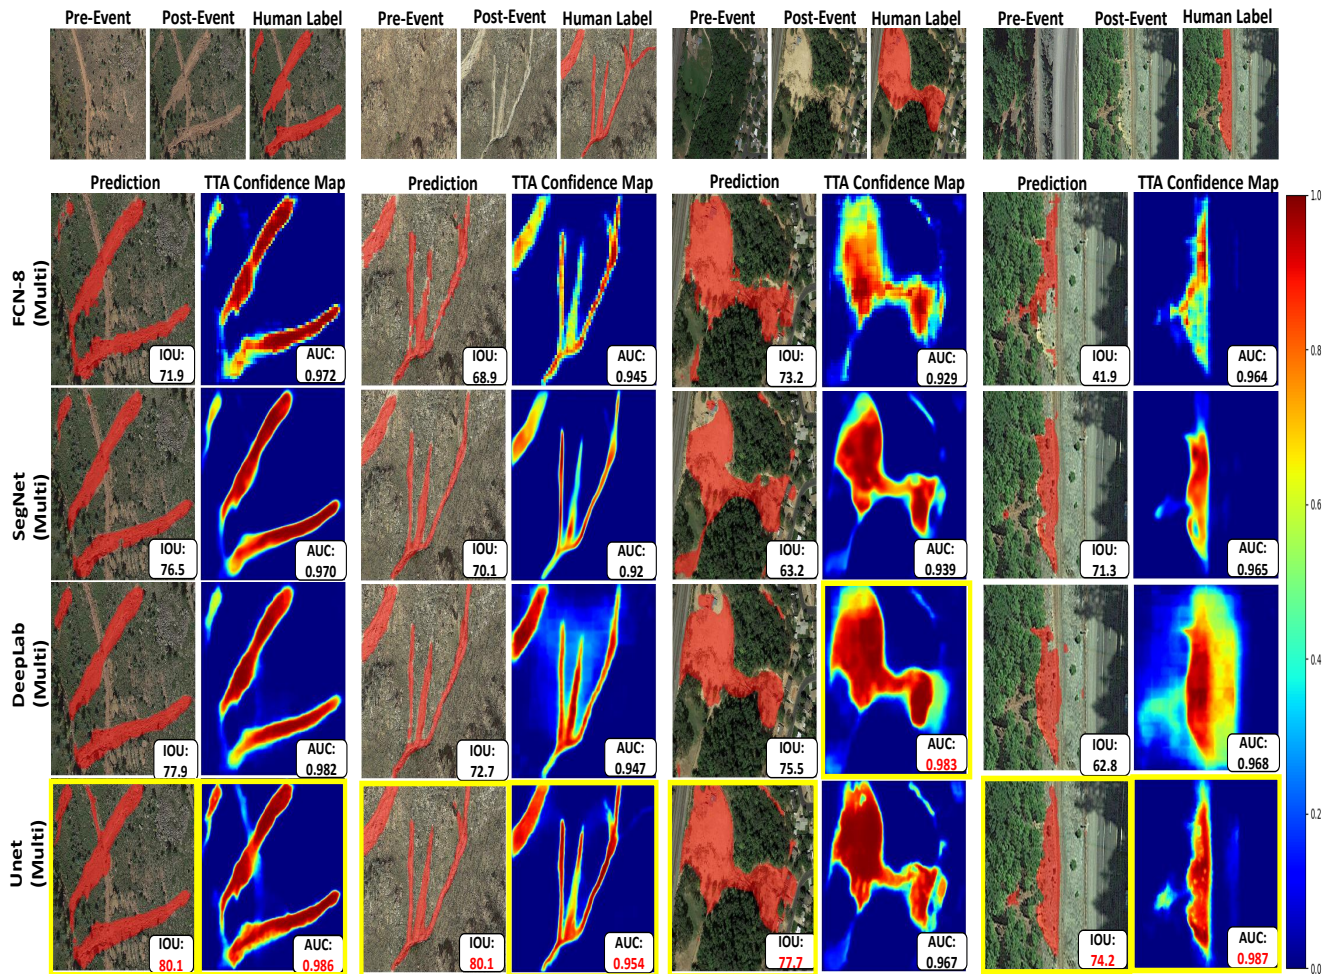 Pre-Event Post-Event Human Label Pre-Event Post-Event Human Label Pre-Event Post-Event Human Label Pre-Event Post-Event Human Label
Prediction TTA Confidence Map Prediction TTA Confidence Map Prediction TTA Confidence Map Prediction TTA Confidence Map
FCN-8
(Multi)
IOU: AUC: IOU: AUC: IOU: AUC: IOU: AUC:
71.9 0.972 68.9 0.945 73.2 0.929 41.9 0.964
SegNet
(Multi)
IOU: AUC: IOU: AUC: IOU: AUC: IOU: AUC:
76.5 0.970 70.1 0.92 63.2 0.939 71.3 0.965
DeepLab
(Multi)
IOU: AUC: IOU: AUC: IOU: AUC: IOU: AUC:
77.9 0.982 72.7 0.947 75.5 0.983 62.8 0.968
Unet
(Multi)
IOU: AUC: IOU: AUC: IOU: AUC: IOU: AUC:
80.1 0.986 80.1 0.954 77.7 0.967 74.2 0.987
1.0
0.8
0.6
0.4
0.2
0.0